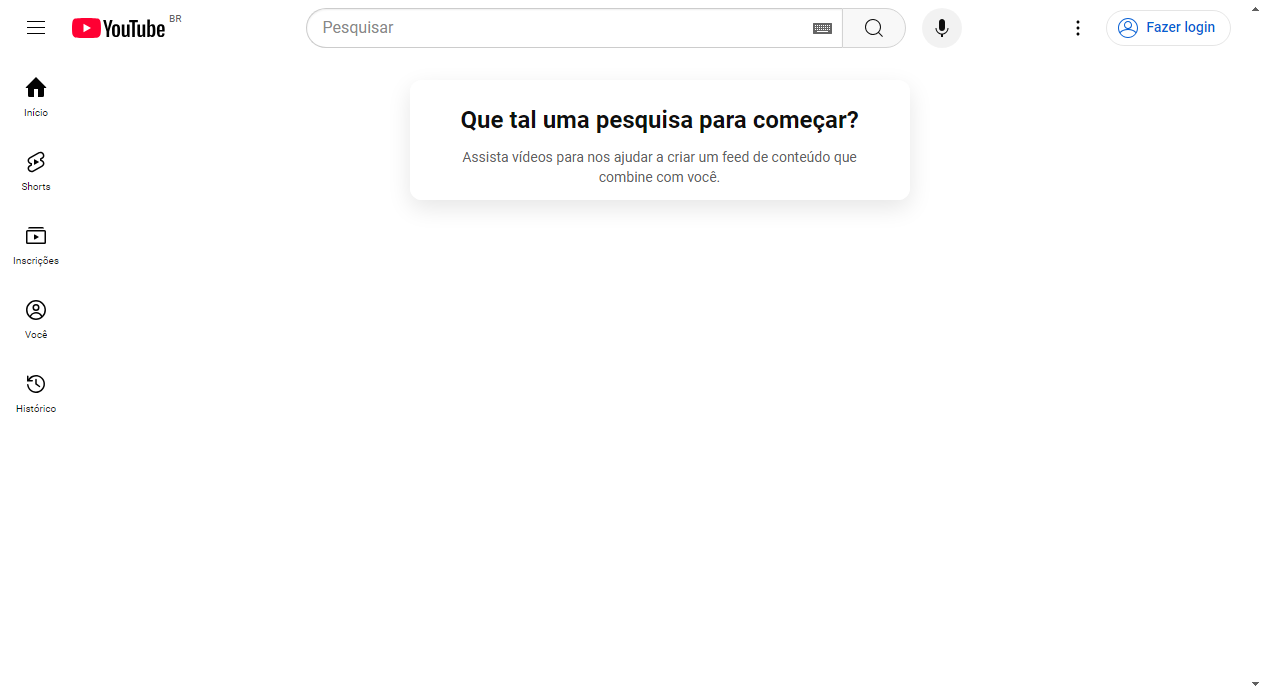 YouTube BR
Pesquisar
Fazer login
Início
Shorts
Inscrições
Você
Histórico
Que tal uma pesquisa para começar?
Assista vídeos para nos ajudar a criar um feed de conteúdo que
combine com você.